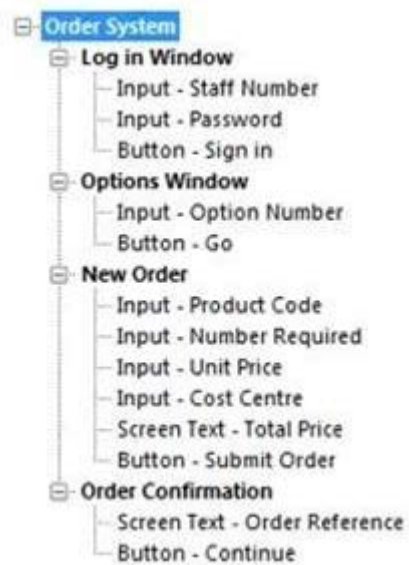 Order System
Log in Window
Input - Staff Number
Input - Password
Button - Sign in
Options Window
Input - Option Number
Button - Go
New Order
Input - Product Code
Input - Number Required
Input - Unit Price
Input - Cost Centre
Screen Text - Total Price
Button - Submit Order
Order Confirmation
Screen Text - Order Reference
Button - Continue